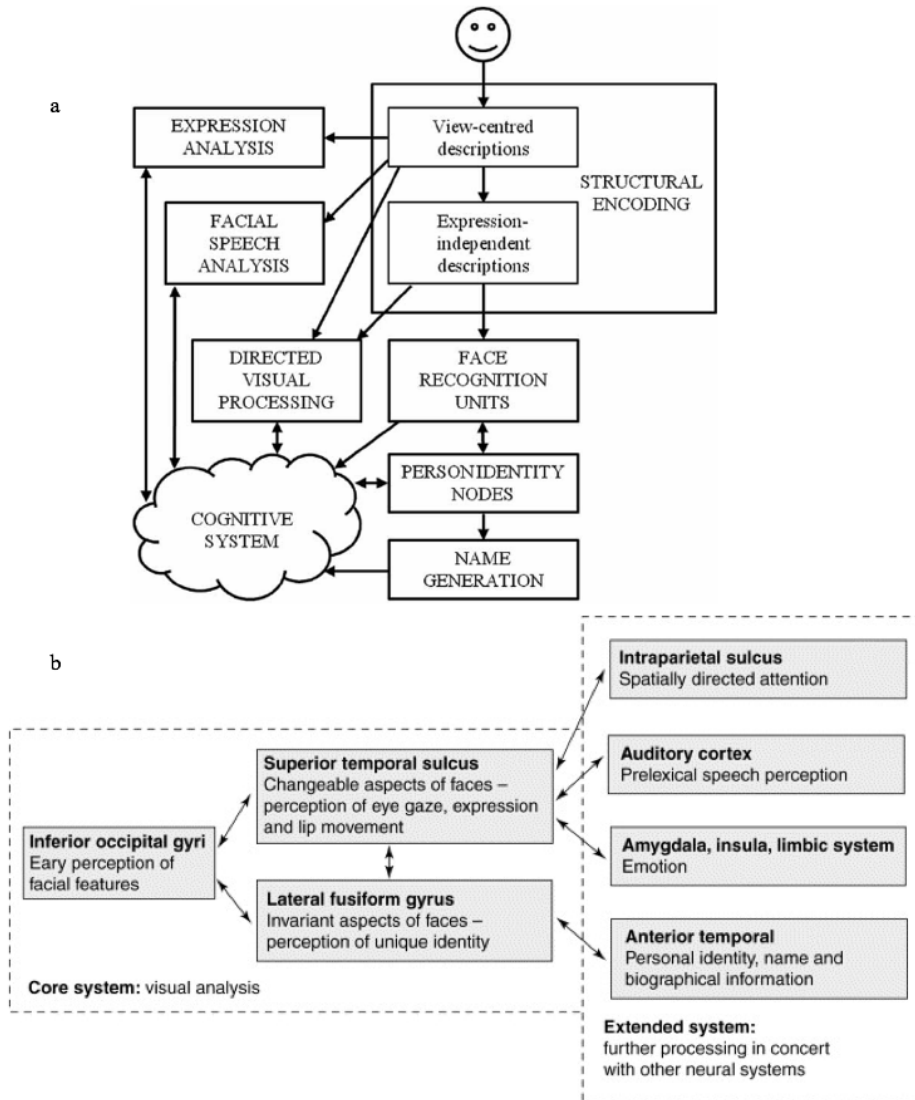 a
View-centred
descriptions
EXPRESSION
ANALYSIS
STRUCTURAL
ENCODING
FACIAL
SPEECH
ANALYSIS
Expression-
independent
descriptions
DIRECTED
VISUAL
PROCESSING
FACE
RECOGNITION
UNITS
PERSON IDENTITY
NODES
COGNITIVE
SYSTEM
NAME
GENERATION
b
Intraparietal sulcus
Spatially directed attention
Superior temporal sulcus
Changeable aspects of faces –
perception of eye gaze, expression
and lip movement
Auditory cortex
Prelexical speech perception
Inferior occipital gyri
Eary perception of
facial features
Amygdala, insula, limbic system
Emotion
Lateral fusiform gyrus
Invariant aspects of faces –
perception of unique identity
Anterior temporal
Personal identity, name and
biographical information
Core system: visual analysis
Extended system:
further processing in concert
with other neural systems